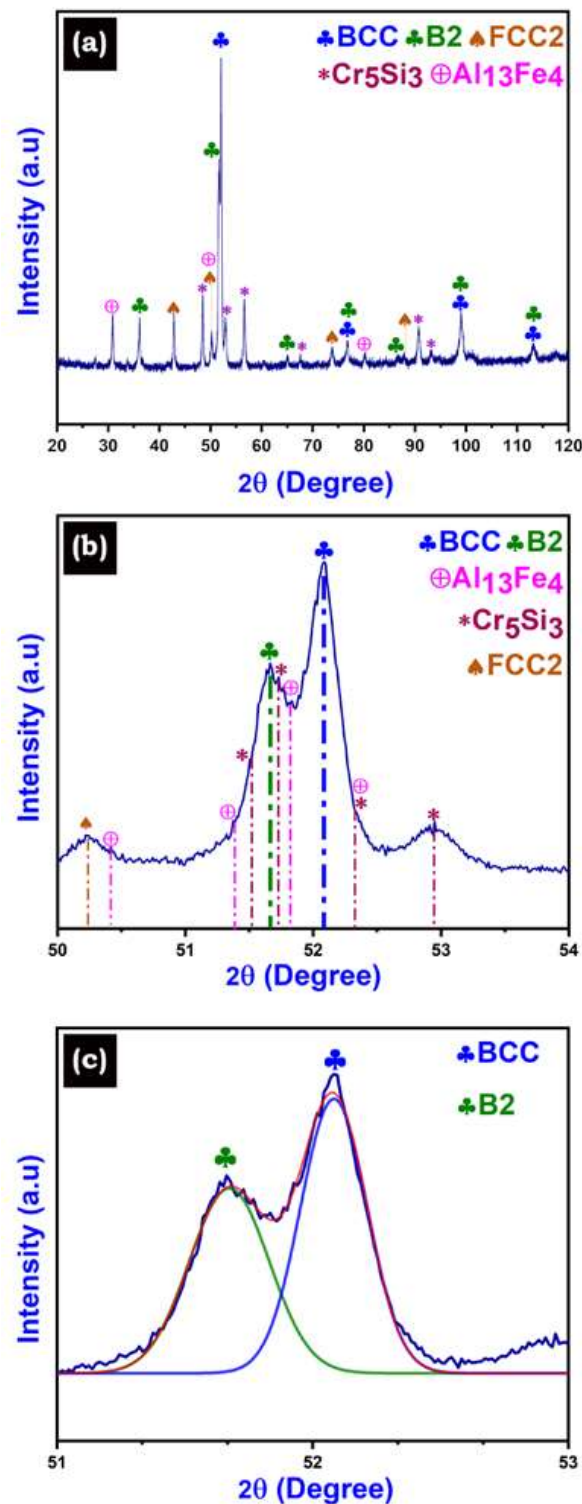 (a)
♣BCC ♣B2 ♠FCC2
*Cr5Si3 ⊕Al13Fe4
Intensity (a.u)
20 30 40 50 60 70 80 90 100 110 120
2θ (Degree)
(b)
♣BCC ♣B2
⊕Al13Fe4
*Cr5Si3
♠FCC2
Intensity (a.u)
50 51 52 53 54
2θ (Degree)
(c)
♣BCC
♣B2
Intensity (a.u)
51 52 53
2θ (Degree)